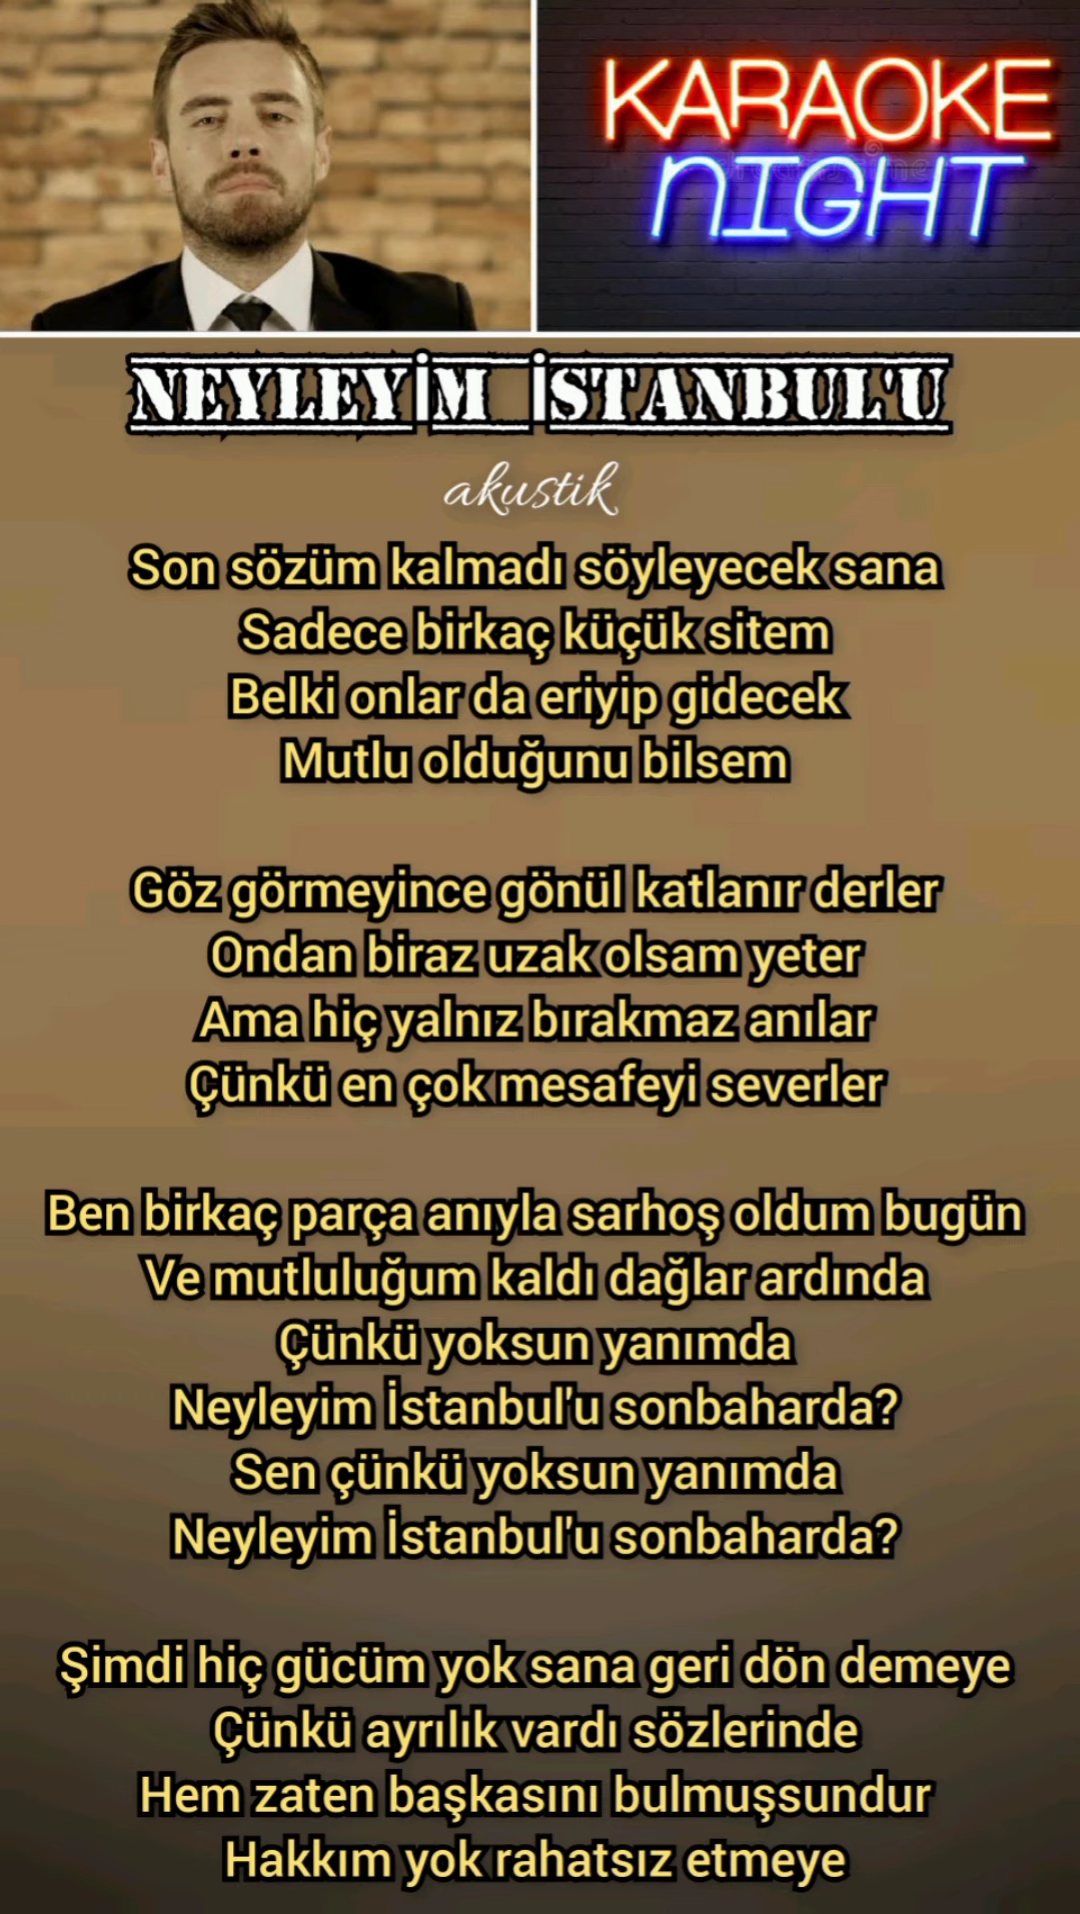 KARAOKE
NIGHT
NEYLEYİM İSTANBUL'U
akustik
Son sözüm kalmadı söyleyecek sana
Sadece birkaç küçük sitem
Belki onlar da eriyip gidecek
Mutlu olduğunu bilsem
Göz görmeyince gönül katlanır derler
Ondan biraz uzak olsam yeter
Ama hiç yalnız bırakmaz anılar
Çünkü en çok mesafeyi severler
Ben birkaç parça anıyla sarhoş oldum bugün
Ve mutluluğum kaldı dağlar ardında
Çünkü yoksun yanımda
Neyleyim İstanbul'u sonbaharda?
Sen çünkü yoksun yanımda
Neyleyim İstanbul'u sonbaharda?
Şimdi hiç gücüm yok sana geri dön demeye
Çünkü ayrılık vardı sözlerinde
Hem zaten başkasını bulmuşsundur
Hakkım yok rahatsız etmeye